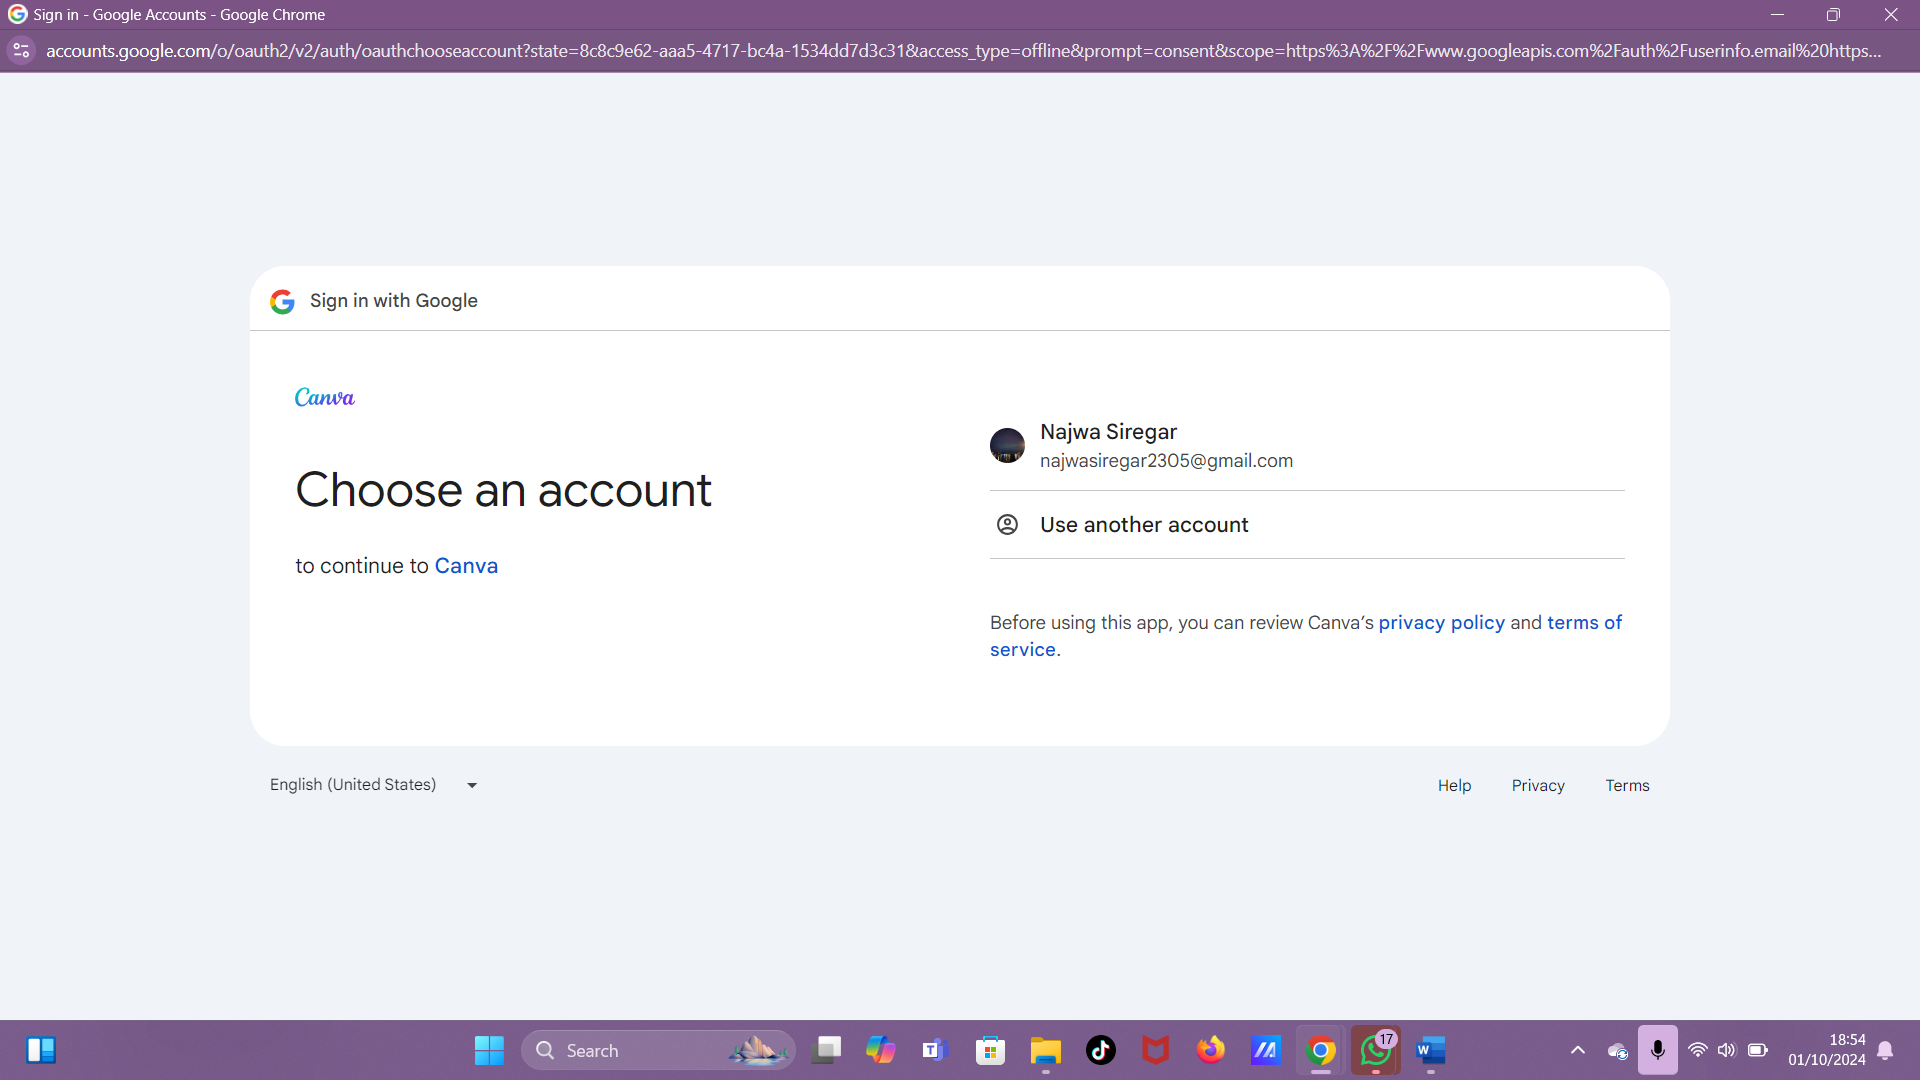 Sign in - Google Accounts - Google Chrome
accounts.google.com/o/oauth2/v2/auth/oauthchooseaccount?state=8c8c9e62-aaa5-4717-bc4a-1534dd7d3c31&access_type=offline&prompt=consent&scope=https%3A%2F%2Fwww.googleapis.com%2Fauth%2Fuserinfo.email%20https...
Sign in with Google
Canva
Choose an account
to continue to Canva
Najwa Siregar
najwasiregar2305@gmail.com
Use another account
Before using this app, you can review Canva’s privacy policy and terms of
service.
English (United States)
Help
Privacy
Terms
Search
17
18:54
01/10/2024